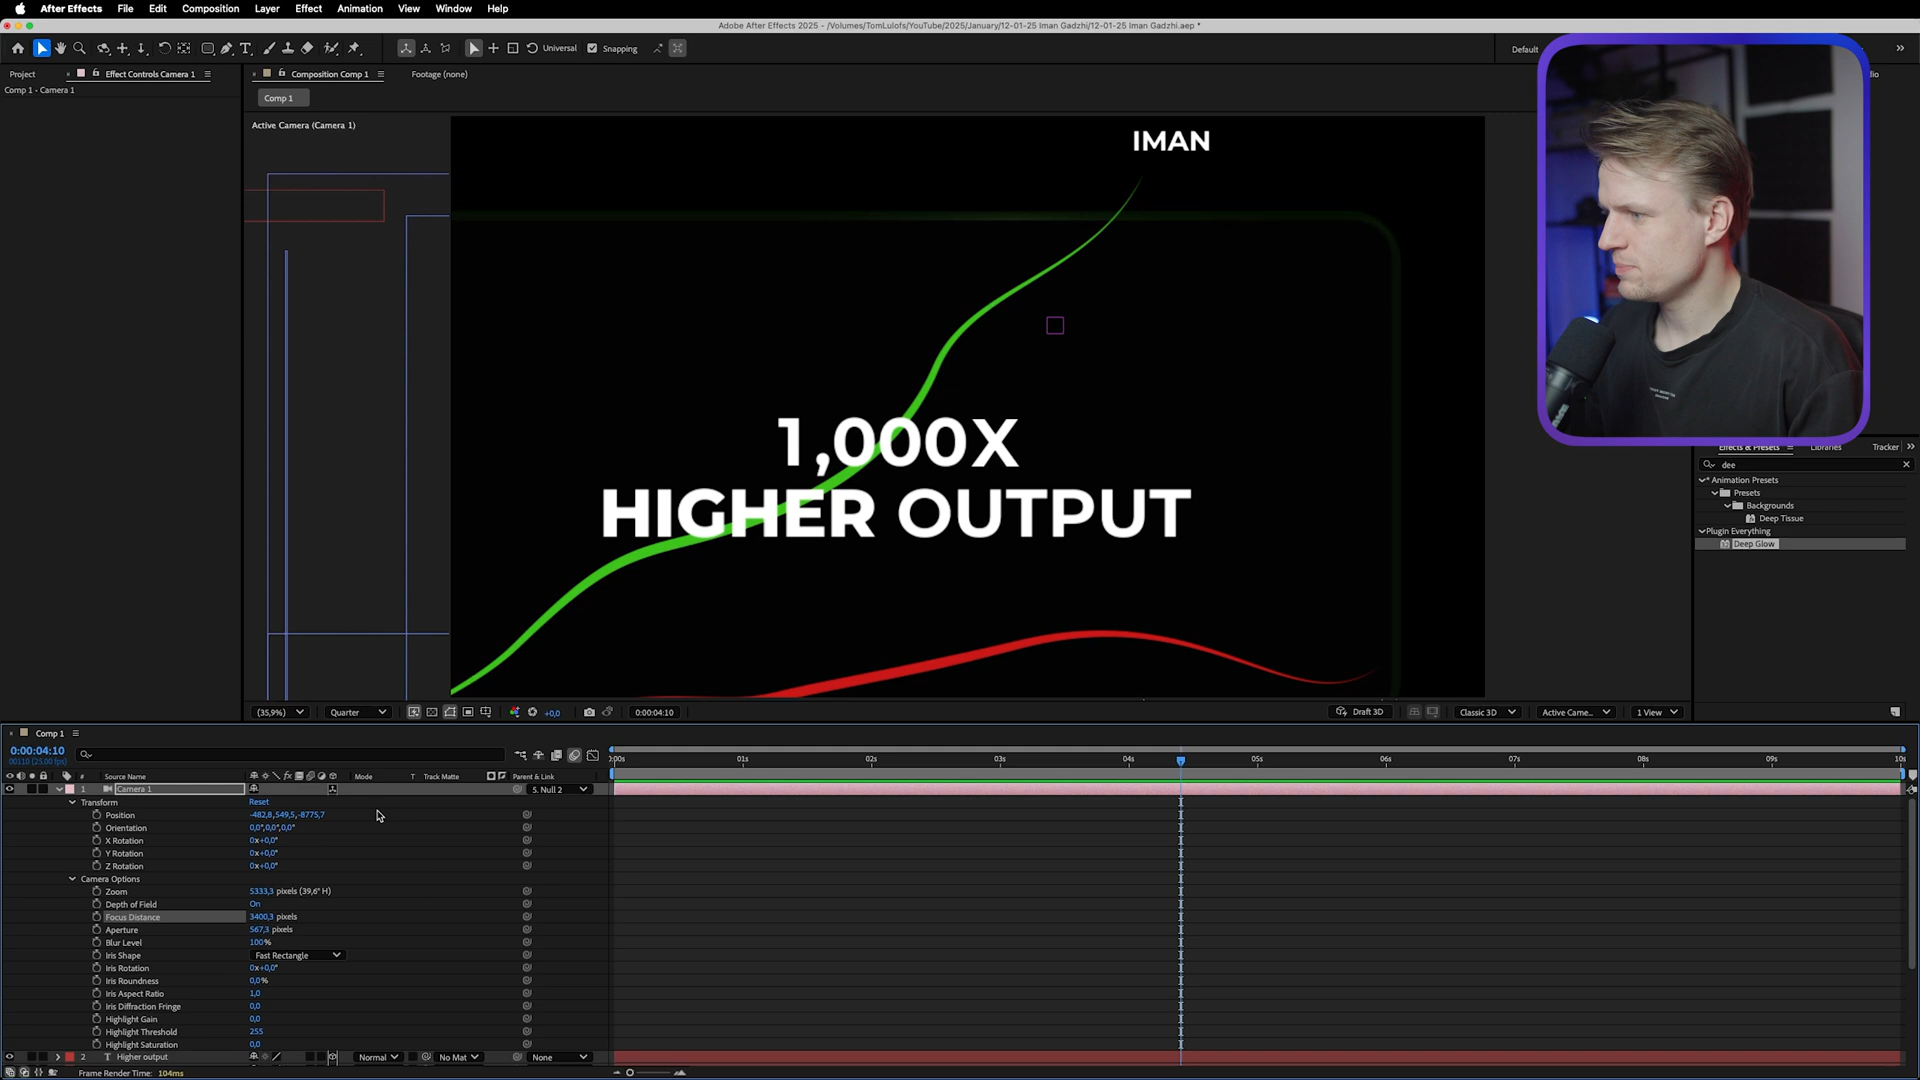 After Effects File Edit Composition Layer Effect Animation View Window Help
Adobe After Effects 2025 - /Volumes/TomLulofs/YouTube/2025/January/12-01-25 Iman Gadzhi/12-01-25 Iman Gadzhi.aep *
Universal Snapping Default
Project Effect Controls Camera 1 Composition Comp 1 Footage (none)
Comp 1 - Camera 1
Comp 1
Active Camera (Camera 1)
IMAN
1,000X
HIGHER OUTPUT
Effects & Presets Libraries Tracker
dee
* Animation Presets
Presets
Backgrounds
Deep Tissue
Plugin Everything
Deep Glow
(35,9%) Quarter +0,0 0:00:04:10 Draft 3D Classic 3D Active Came... 1 View
Comp 1
0:00:04:10
00110 (25.00 fps)
:00s 01s 02s 03s 04s 05s 06s 07s 08s 09s 10s
# Source Name Mode T Track Matte Parent & Link
1 Camera 1 5. Null 2
Transform Reset
Position -482,8,549,5,-8775,7
Orientation 0,0°,0,0°,0,0°
X Rotation 0x+0,0°
Y Rotation 0x+0,0°
Z Rotation 0x+0,0°
Camera Options
Zoom 5333,3 pixels (39,6° H)
Depth of Field On
Focus Distance 3400,3 pixels
Aperture 567,3 pixels
Blur Level 100%
Iris Shape Fast Rectangle
Iris Rotation 0x+0,0°
Iris Roundness 0,0%
Iris Aspect Ratio 1,0
Iris Diffraction Fringe 0,0
Highlight Gain 0,0
Highlight Threshold 255
Highlight Saturation 0,0
2 T Higher output Normal No Mat None
Frame Render Time: 104ms